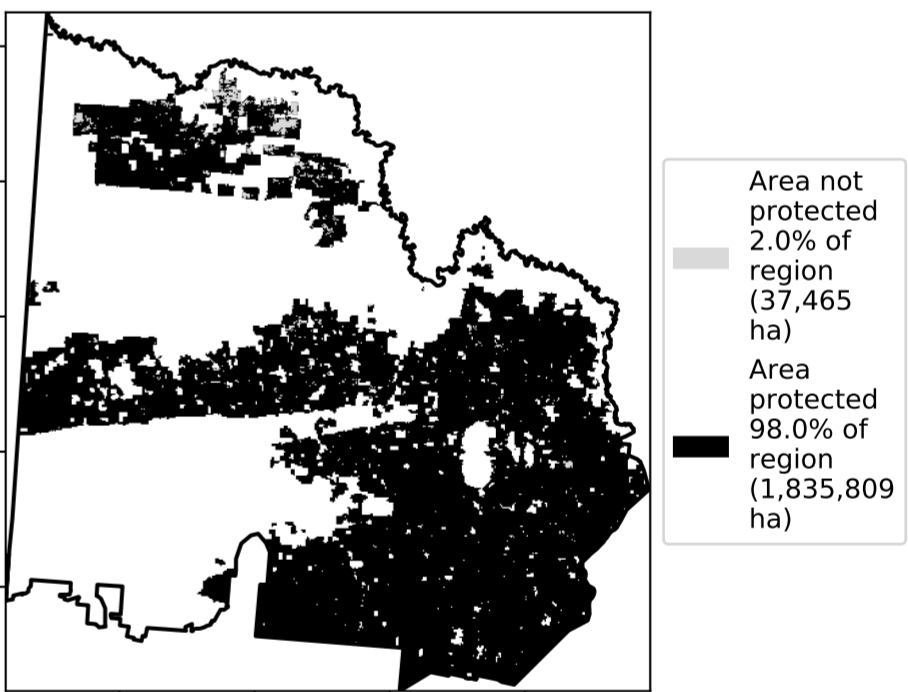 Area not
protected
2.0% of
region
(37,465
ha)
Area
protected
98.0% of
region
(1,835,809
ha)